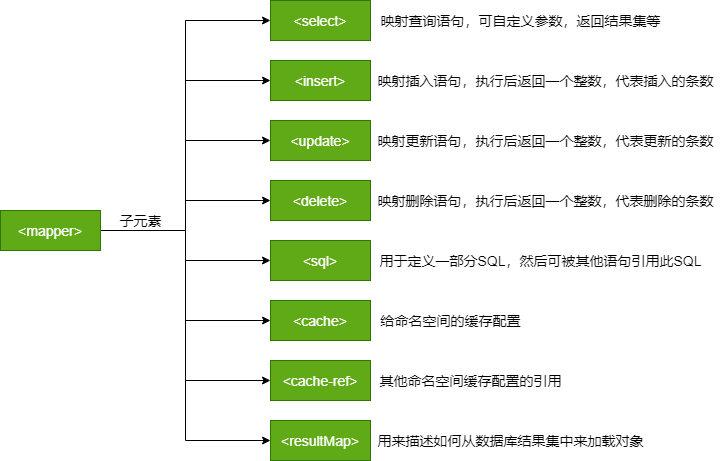 <select>
映射查询语句，可自定义参数，返回结果集等
<insert>
映射插入语句，执行后返回一个整数，代表插入的条数
<update>
映射更新语句，执行后返回一个整数，代表更新的条数
<delete>
映射删除语句，执行后返回一个整数，代表删除的条数
<mapper>
子元素
<sql>
用于定义一部分SQL，然后可被其他语句引用此SQL
<cache>
给命名空间的缓存配置
<cache-ref>
其他命名空间缓存配置的引用
<resultMap>
用来描述如何从数据库结果集中来加载对象